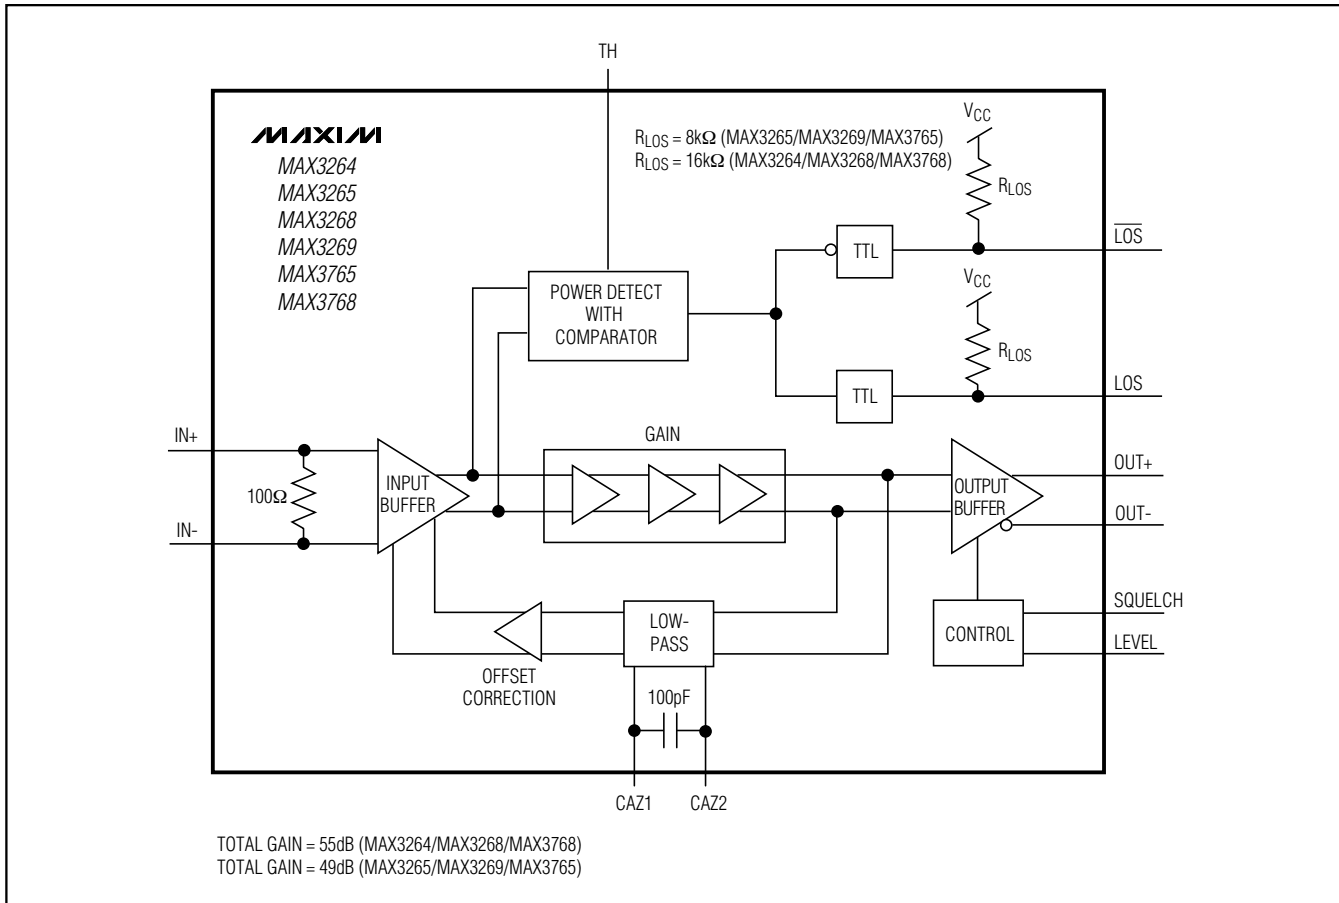 TH
MAXIM
MAX3264
MAX3265
MAX3268
MAX3269
MAX3765
MAX3768
RLOS = 8kΩ (MAX3265/MAX3269/MAX3765)
RLOS = 16kΩ (MAX3264/MAX3268/MAX3768)
VCC
RLOS
TTL
LOS
POWER DETECT
WITH
COMPARATOR
VCC
RLOS
TTL
LOS
IN+
100Ω
IN-
INPUT
BUFFER
GAIN
OUTPUT
BUFFER
OUT+
OUT-
OFFSET
CORRECTION
LOW-
PASS
CONTROL
SQUELCH
LEVEL
100pF
CAZ1
CAZ2
TOTAL GAIN = 55dB (MAX3264/MAX3268/MAX3768)
TOTAL GAIN = 49dB (MAX3265/MAX3269/MAX3765)